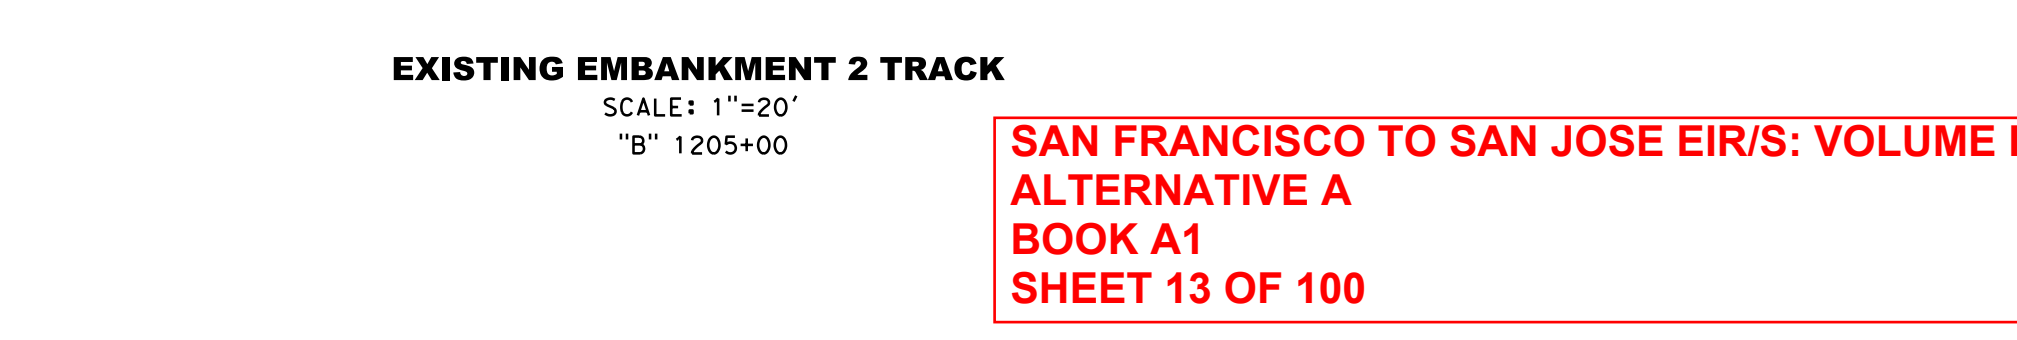 EXISTING EMBANKMENT 2 TRACK
SCALE: 1"=20'
"B" 1205+00
SAN FRANCISCO TO SAN JOSE EIR/S: VOLUME
ALTERNATIVE A
BOOK A1
SHEET 13 OF 100